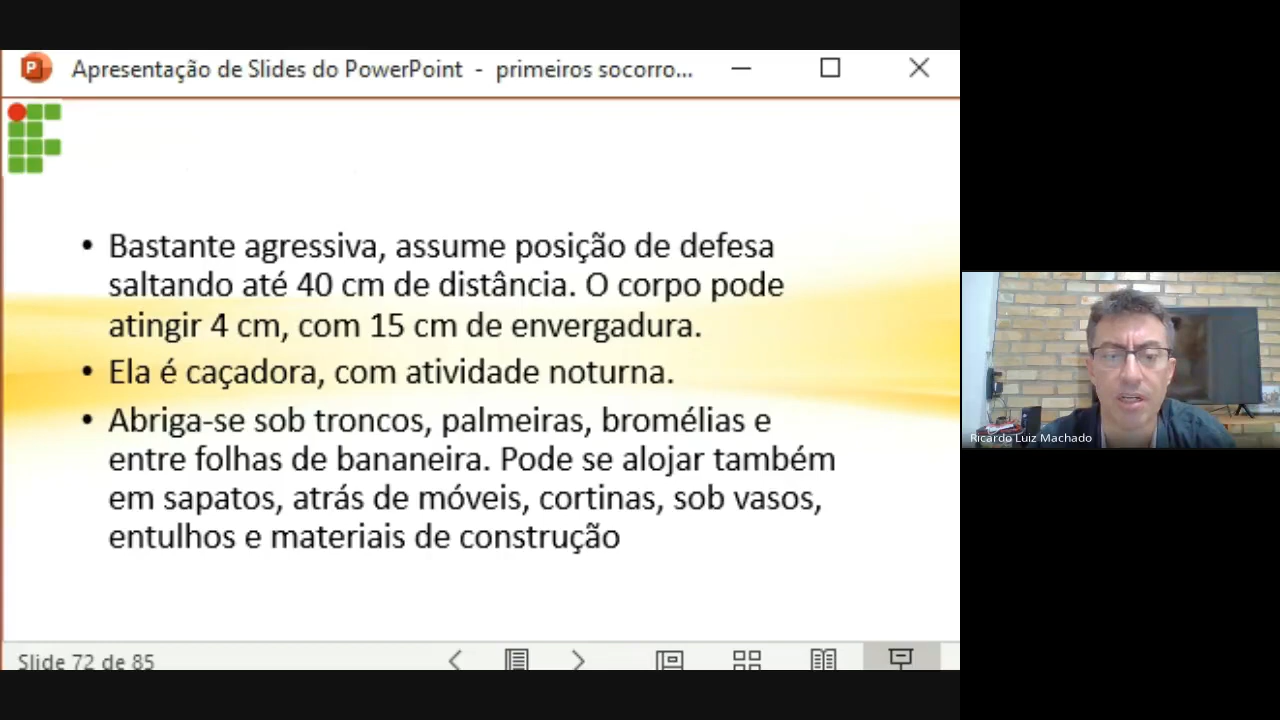 Apresentação de Slides do PowerPoint - primeiros socorro...
• Bastante agressiva, assume posição de defesa
saltando até 40 cm de distância. O corpo pode
atingir 4 cm, com 15 cm de envergadura.
• Ela é caçadora, com atividade noturna.
• Abriga-se sob troncos, palmeiras, bromélias e
entre folhas de bananeira. Pode se alojar também
em sapatos, atrás de móveis, cortinas, sob vasos,
entulhos e materiais de construção
Slide 72 de 85
Ricardo Luiz Machado